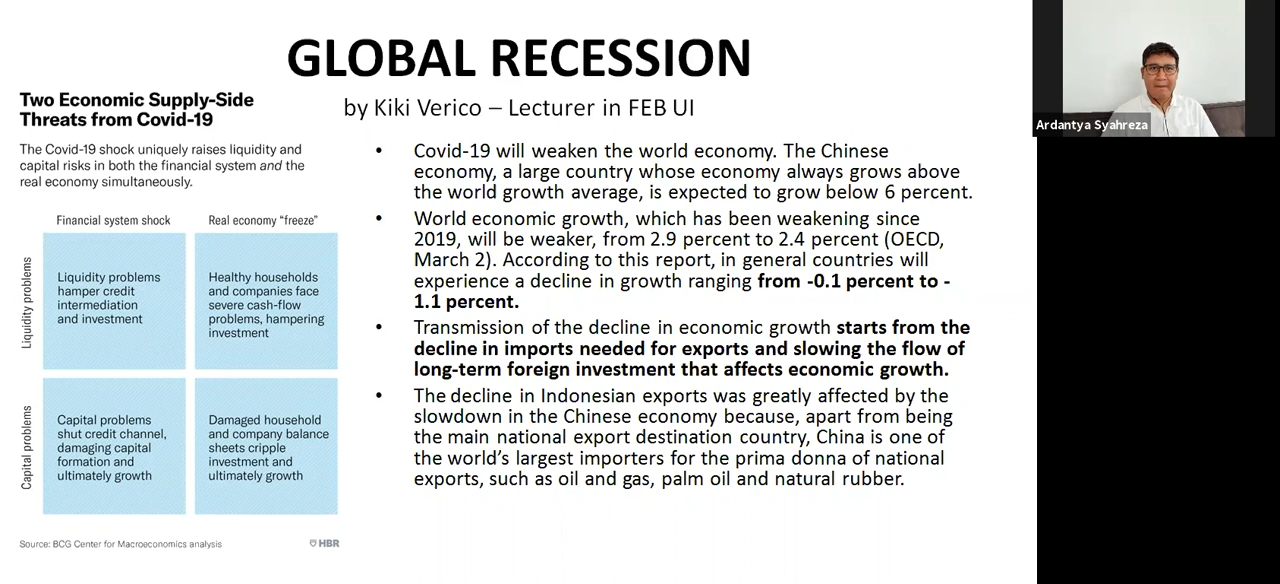 GLOBAL RECESSION
by Kiki Verico – Lecturer in FEB UI
Two Economic Supply-Side
Threats from Covid-19
The Covid-19 shock uniquely raises liquidity and
capital risks in both the financial system and the
real economy simultaneously.
Financial system shock
Real economy “freeze”
Liquidity problems
Liquidity problems
hamper credit
intermediation
and investment
Healthy households
and companies face
severe cash-flow
problems, hampering
investment
Capital problems
Capital problems
shut credit channel,
damaging capital
formation and
ultimately growth
Damaged household
and company balance
sheets cripple
investment and
ultimately growth
Source: BCG Center for Macroeconomics analysis
HBR
• Covid-19 will weaken the world economy. The Chinese
economy, a large country whose economy always grows above
the world growth average, is expected to grow below 6 percent.
• World economic growth, which has been weakening since
2019, will be weaker, from 2.9 percent to 2.4 percent (OECD,
March 2). According to this report, in general countries will
experience a decline in growth ranging from -0.1 percent to -
1.1 percent.
• Transmission of the decline in economic growth starts from the
decline in imports needed for exports and slowing the flow of
long-term foreign investment that affects economic growth.
• The decline in Indonesian exports was greatly affected by the
slowdown in the Chinese economy because, apart from being
the main national export destination country, China is one of
the world’s largest importers for the prima donna of national
exports, such as oil and gas, palm oil and natural rubber.
Ardantya Syahreza